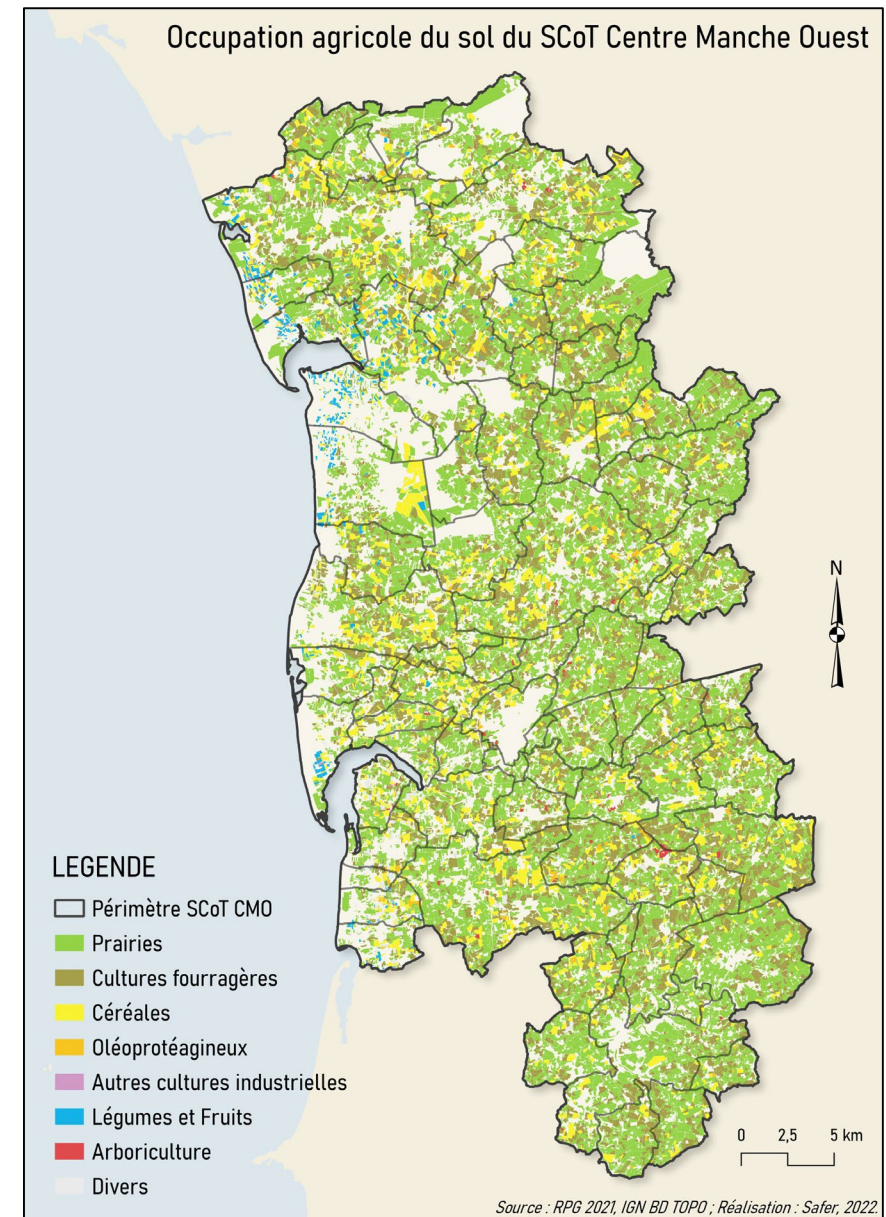 Occupation agricole du sol du SCoT Centre Manche Ouest
N
LEGENDE
Périmètre SCoT CMO
Prairies
Cultures fourragères
Céréales
Oléoprotéagineux
Autres cultures industrielles
Légumes et Fruits
Arboriculture
Divers
0 2,5 5 km
Source : RPG 2021, IGN BD TOPO ; Réalisation : Safer, 2022.